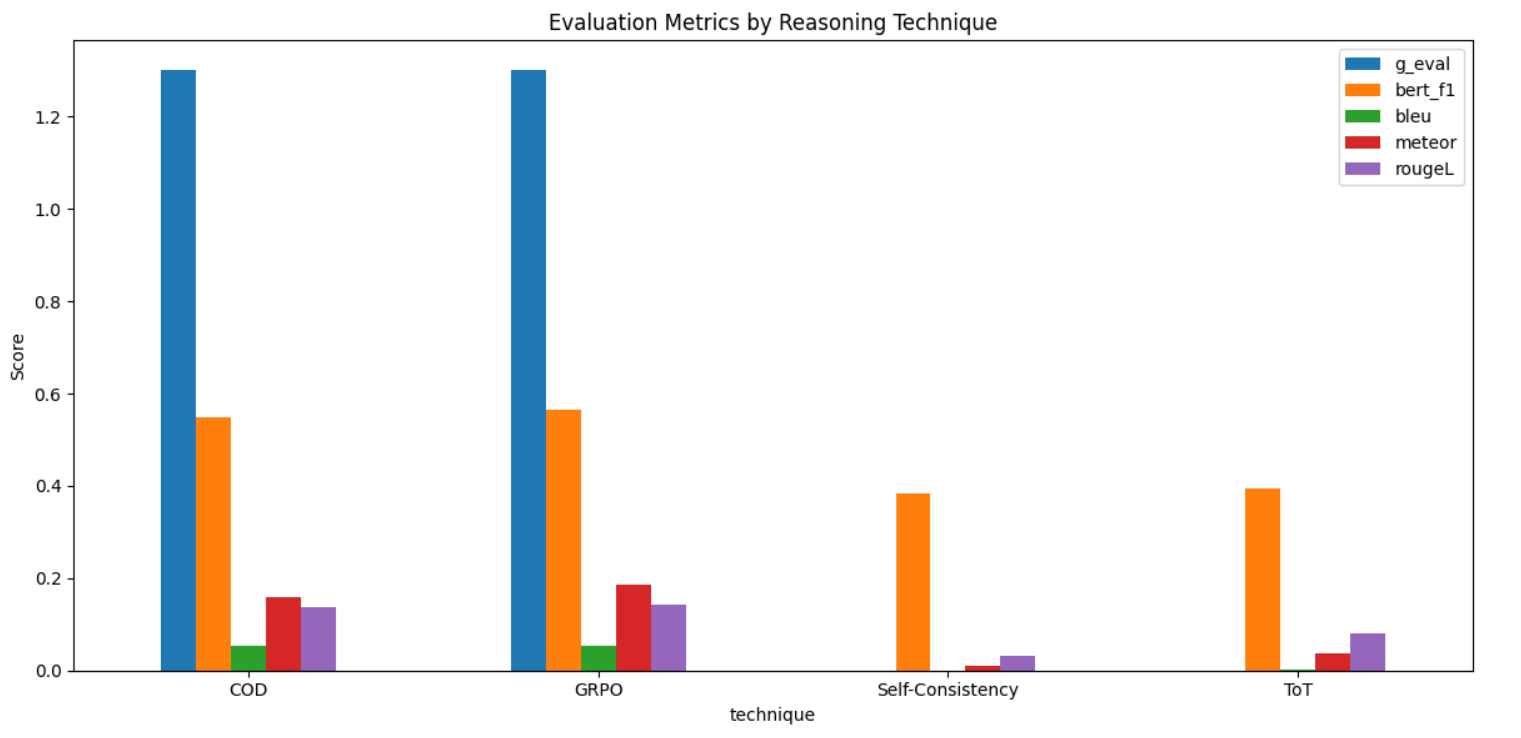 Evaluation Metrics by Reasoning Technique
g_eval
bert_f1
bleu
meteor
rougeL
1.2
1.0
0.8
0.6
0.4
0.2
0.0
Score
COD GRPO Self-Consistency ToT
technique